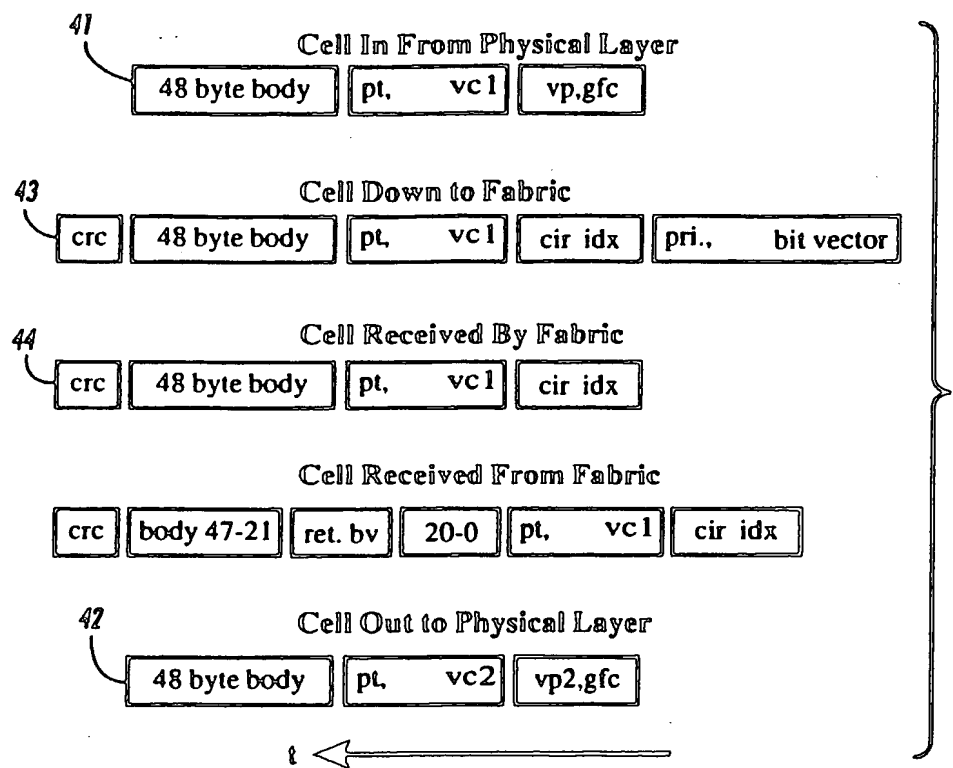 41
Cell In From Physical Layer
48 byte body pt, vc1 vp,gfc
43
Cell Down to Fabric
crc 48 byte body pt, vc1 cir idx pri., bit vector
44
Cell Received By Fabric
crc 48 byte body pt, vc1 cir idx
Cell Received From Fabric
crc body 47-21 ret. bv 20-0 pt, vc1 cir idx
42
Cell Out to Physical Layer
48 byte body pt, vc2 vp2,gfc
t